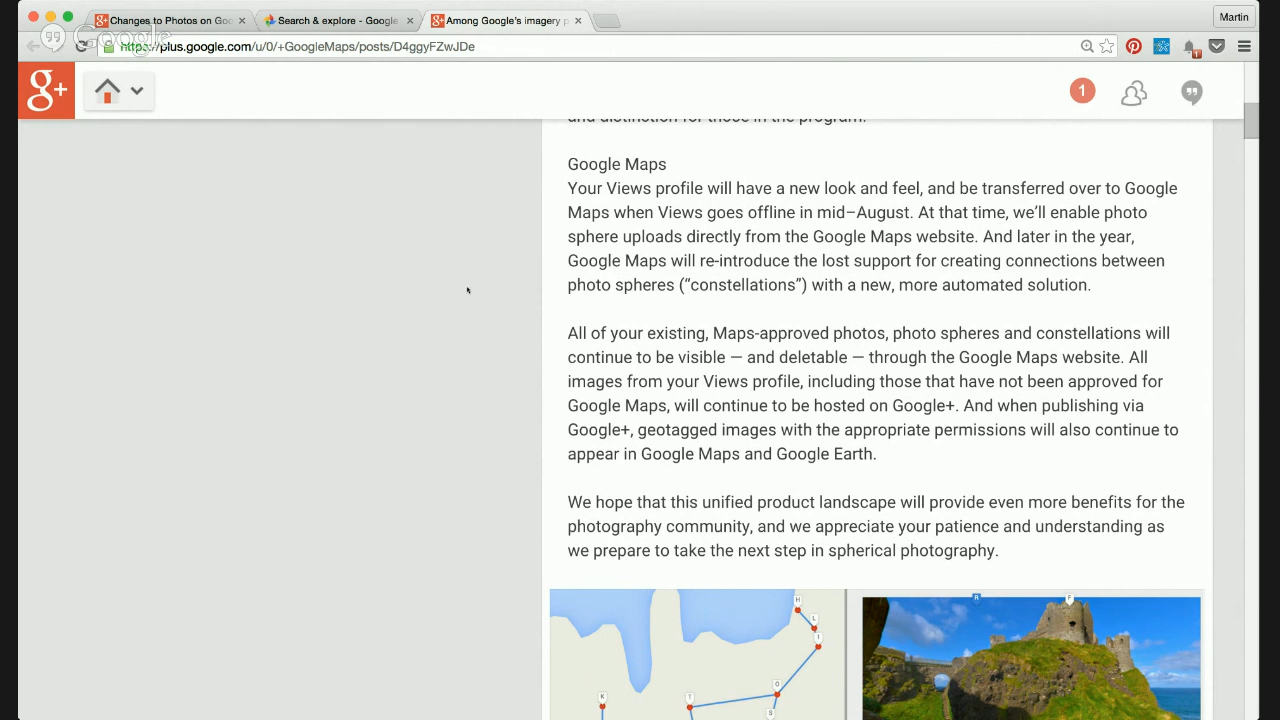 Changes to Photos on Goo
Search & explore - Google
Among Google's imagery p
Martin
Google
https://plus.google.com/u/0/+GoogleMaps/posts/D4ggyFZwJDe
1
g+
1
and distinction for those in the program.
Google Maps
Your Views profile will have a new look and feel, and be transferred over to Google
Maps when Views goes offline in mid–August. At that time, we’ll enable photo
sphere uploads directly from the Google Maps website. And later in the year,
Google Maps will re-introduce the lost support for creating connections between
photo spheres (“constellations”) with a new, more automated solution.
All of your existing, Maps-approved photos, photo spheres and constellations will
continue to be visible — and deletable — through the Google Maps website. All
images from your Views profile, including those that have not been approved for
Google Maps, will continue to be hosted on Google+. And when publishing via
Google+, geotagged images with the appropriate permissions will also continue to
appear in Google Maps and Google Earth.
We hope that this unified product landscape will provide even more benefits for the
photography community, and we appreciate your patience and understanding as
we prepare to take the next step in spherical photography.
H
R
F
L
I
O
K
T
S